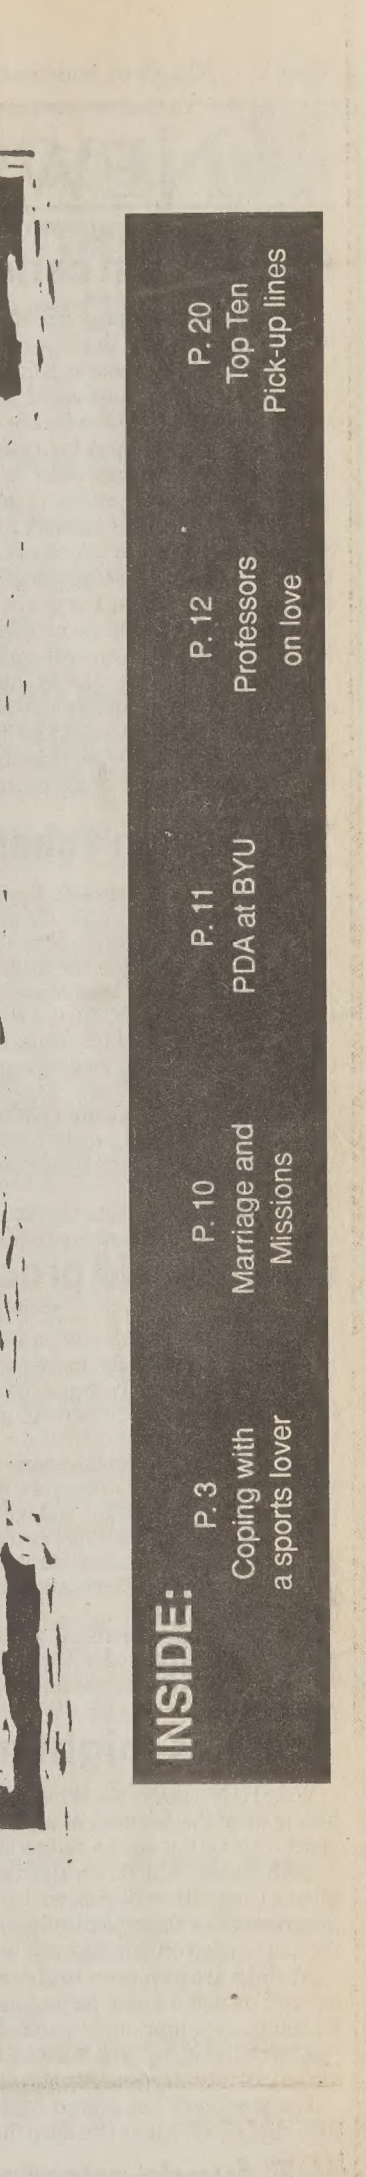 INSIDE:
P. 3
Coping with
a sports lover
P. 10
Marriage and
Missions
P. 11
PDA at BYU
P. 12
Professors
on love
P. 20
Top Ten
Pick-up lines